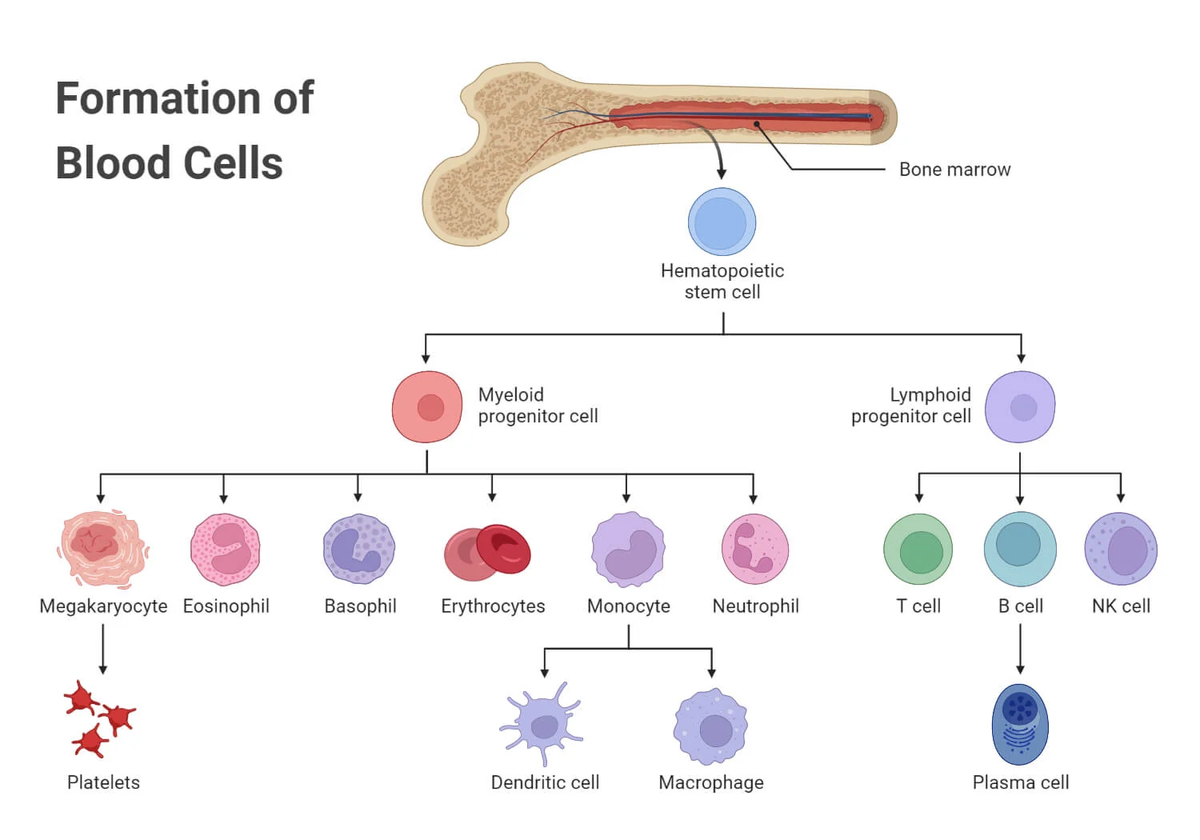 Formation of
Blood Cells
Bone marrow
Hematopoietic
stem cell
Myeloid
progenitor cell
Lymphoid
progenitor cell
Megakaryocyte
Eosinophil
Basophil
Erythrocytes
Monocyte
Neutrophil
T cell
B cell
NK cell
Platelets
Dendritic cell
Macrophage
Plasma cell